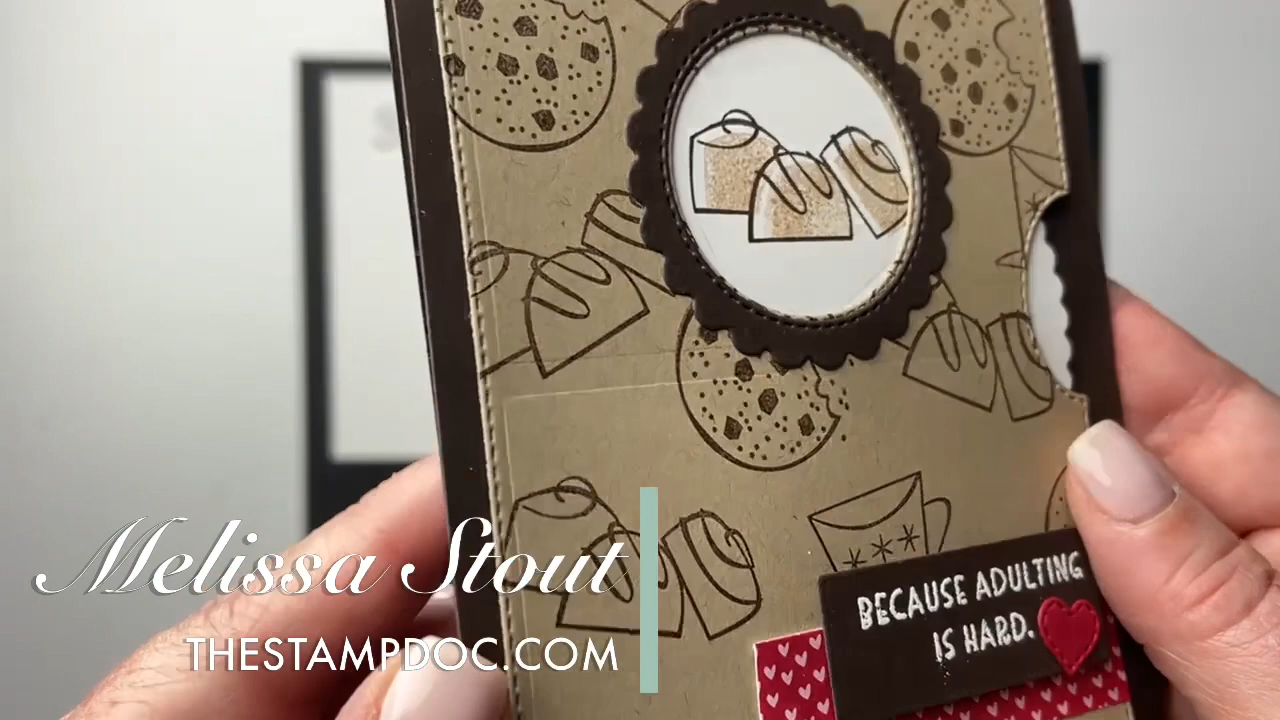 Melissa Stout
THESTAMPDOC.COM
BECAUSE ADULTING
IS HARD.